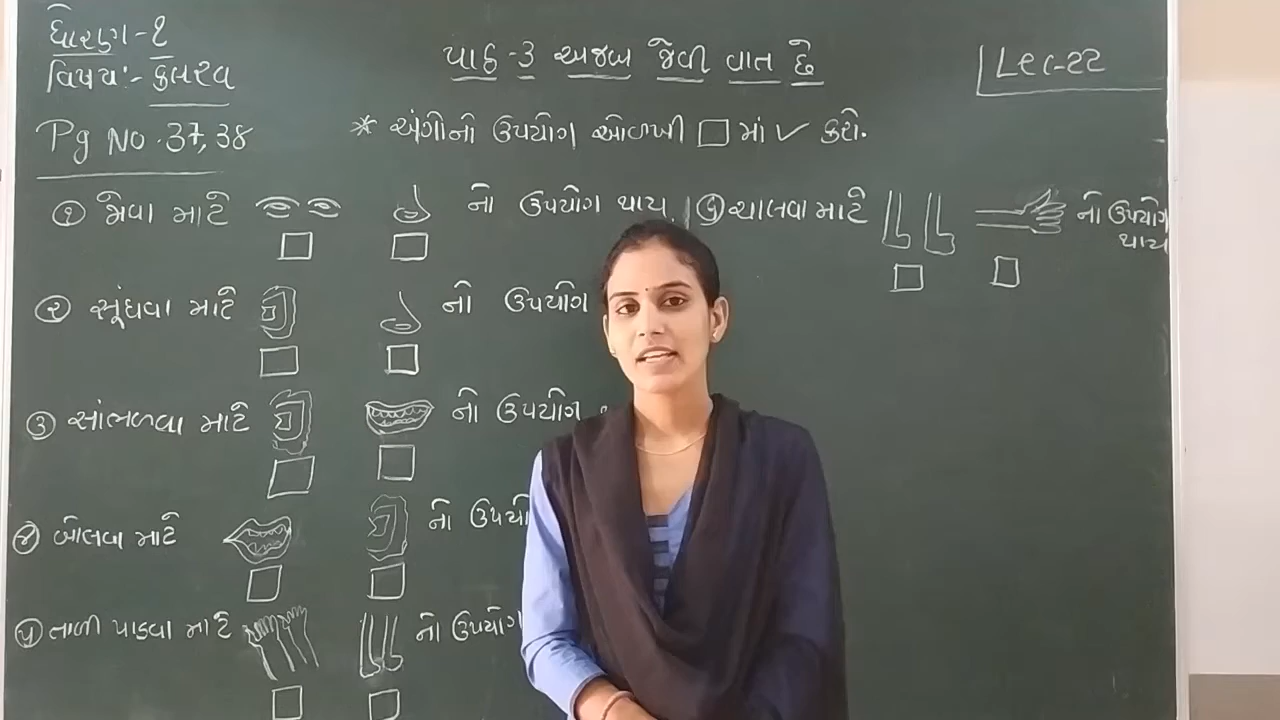 ધોરણ-૧
વિષય:- કલરવ
Pg No. 37, 38
પાઠ-૩ અજબ જેવી વાત છે
Lec-22
* અંગોનો ઉપયોગ ઓળખી □ માં ✓ કરો.
૧ જોવા માટે નો ઉપયોગ થાય.
૨ સૂંઘવા માટે નો ઉપયોગ
૩ સાંભળવા માટે નો ઉપયોગ
૪ બોલવા માટે નો ઉપયો
૫ તાળી પાડવા માટે નો ઉપયોગ
૬ ચાલવા માટે નો ઉપયોગ
થાય